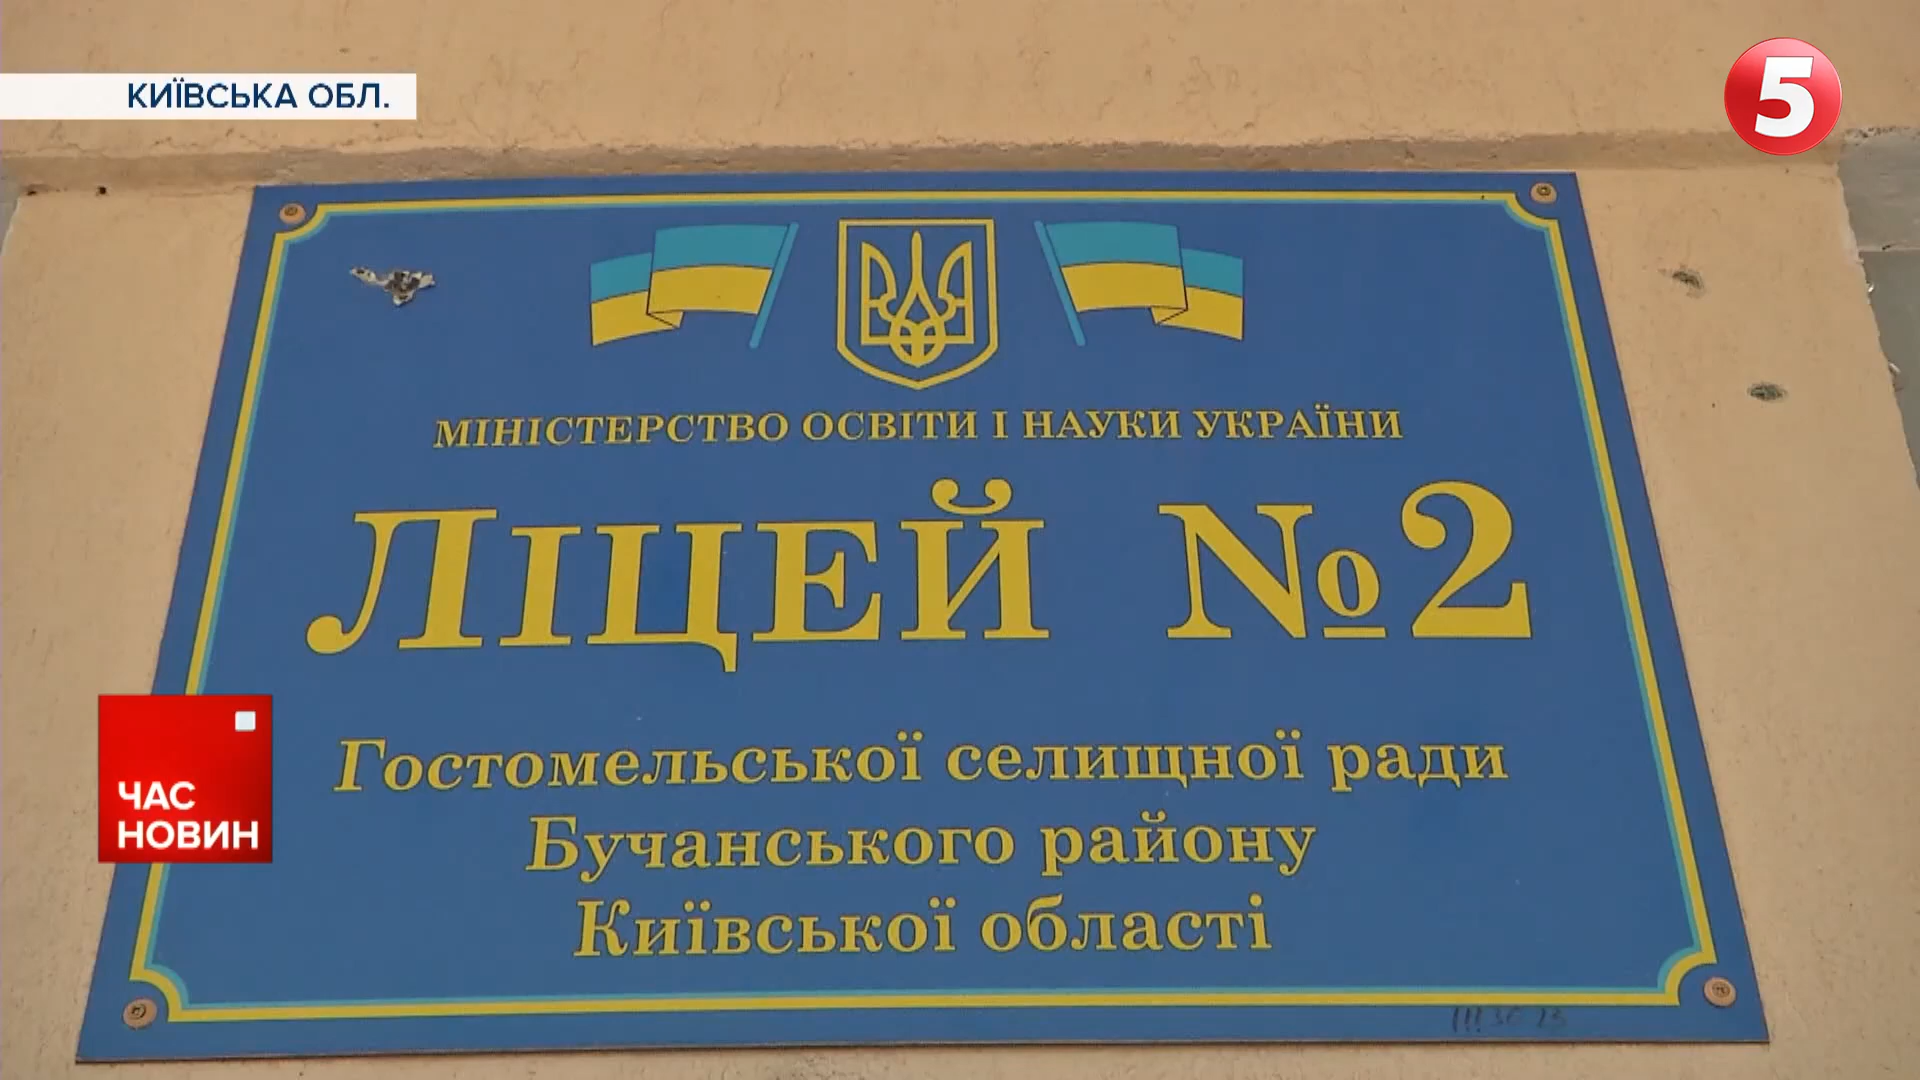 КИЇВСЬКА ОБЛ.
5
МІНІСТЕРСТВО ОСВІТИ І НАУКИ УКРАЇНИ
ЛІЦЕЙ №2
Гостомельської селищної ради
Бучанського району
Київської області
ЧАС
НОВИН